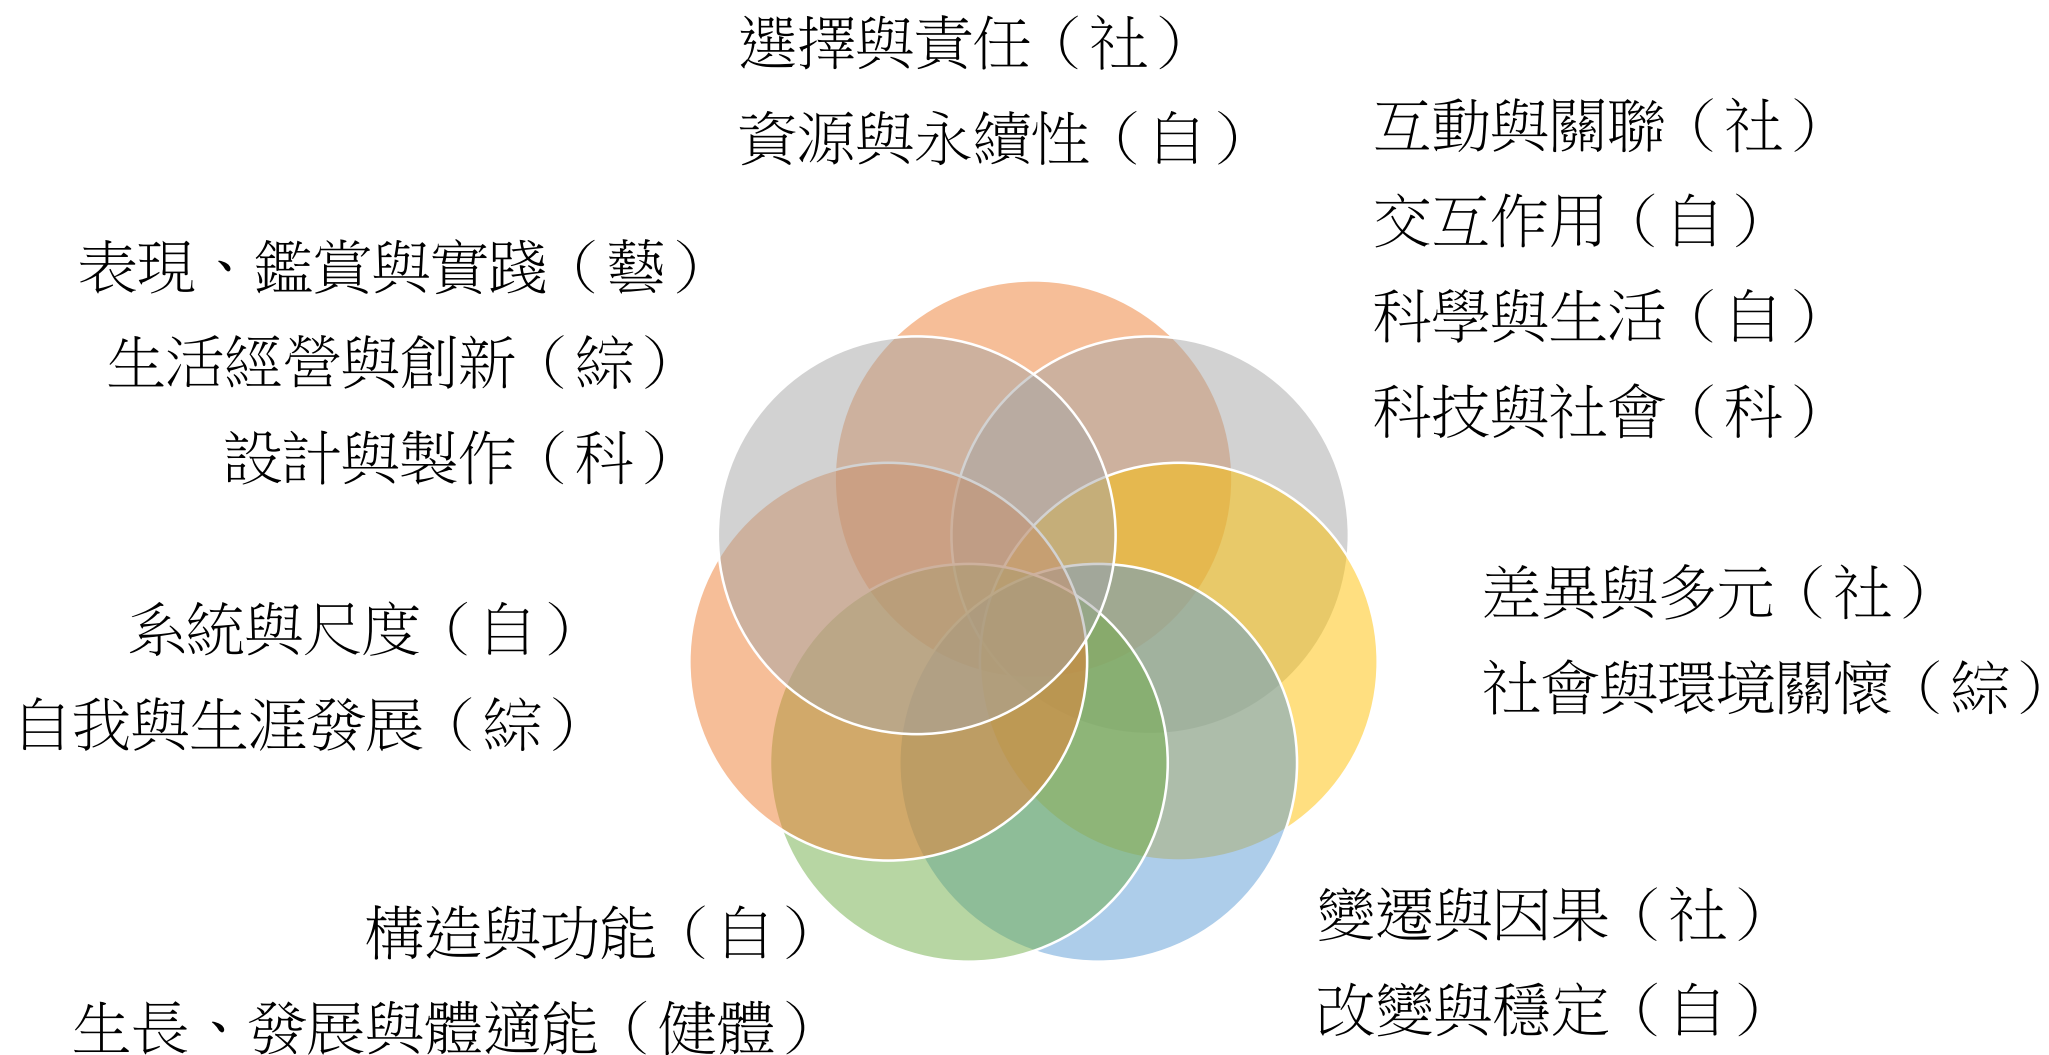 選擇與責任（社）
資源與永續性（自）
互動與關聯（社）
交互作用（自）
科學與生活（自）
科技與社會（科）
差異與多元（社）
社會與環境關懷（綜）
變遷與因果（社）
改變與穩定（自）
構造與功能（自）
生長、發展與體適能（健體）
系統與尺度（自）
自我與生涯發展（綜）
表現、鑑賞與實踐（藝）
生活經營與創新（綜）
設計與製作（科）